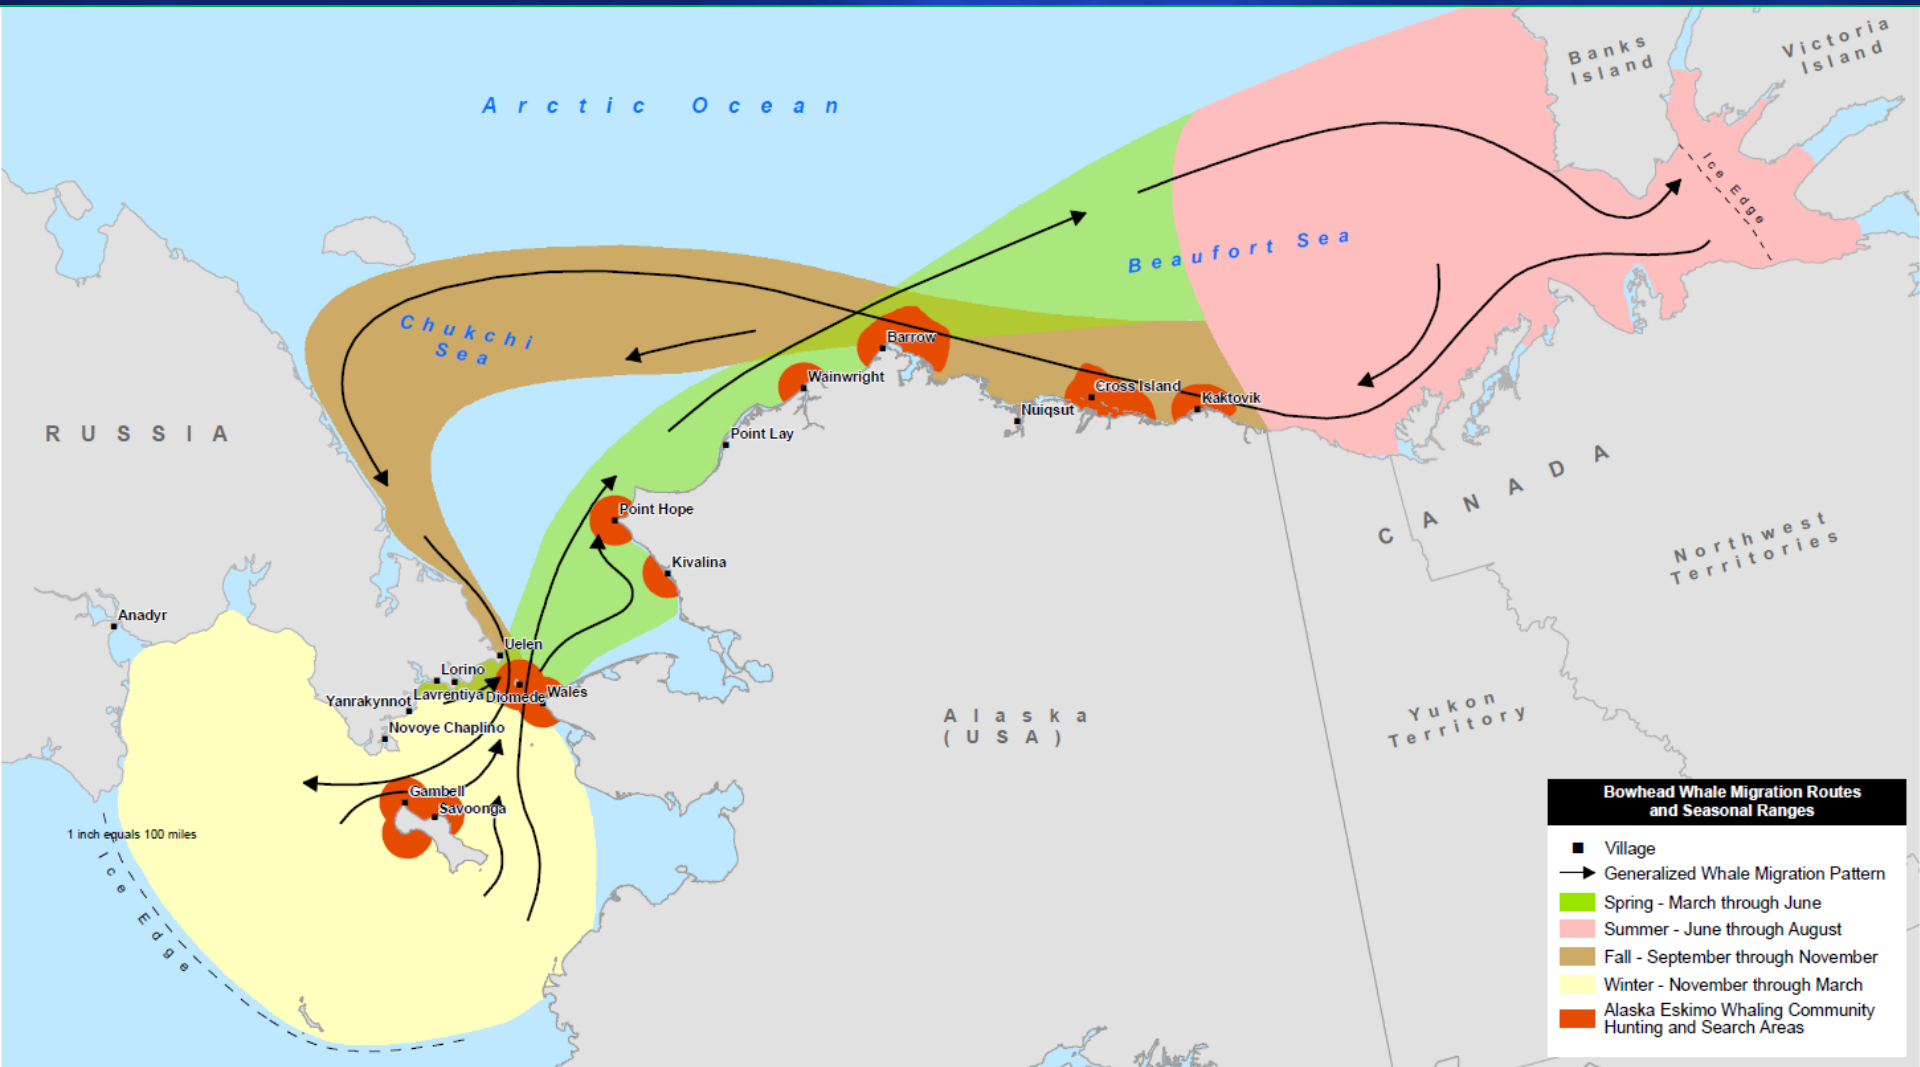 Banks
Island
Victoria
Island
Arctic Ocean
Ice Edge
Beaufort Sea
Chukchi
Sea
Barrow
Wainwright
Cross Island
Kaktovik
Nuiqsut
RUSSIA
Point Lay
CANADA
Point Hope
Northwest
Territories
Kivalina
Anadyr
Uelen
Lorino
Lavrentiya
Diomede
Wales
Yanrakynnot
Novoye Chaplino
Alaska
(USA)
Yukon
Territory
Gambell
Savoonga
1 inch equals 100 miles
Ice Edge
Bowhead Whale Migration Routes
and Seasonal Ranges
Village
Generalized Whale Migration Pattern
Spring - March through June
Summer - June through August
Fall - September through November
Winter - November through March
Alaska Eskimo Whaling Community
Hunting and Search Areas